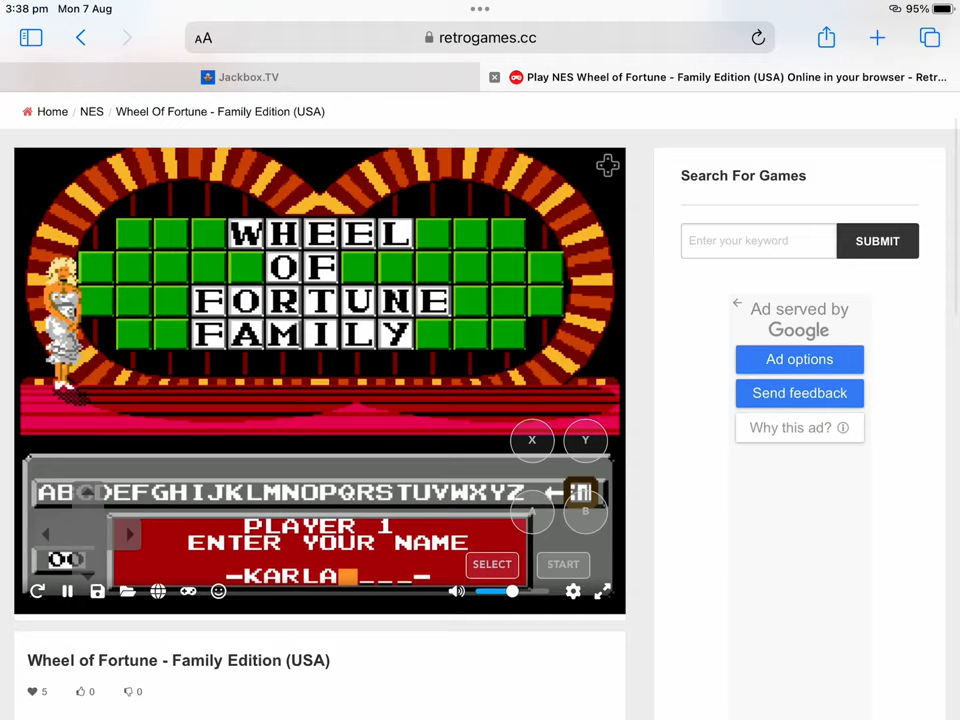 3:38 pm Mon 7 Aug
95%
AA
retrogames.cc
Jackbox.TV
Play NES Wheel of Fortune - Family Edition (USA) Online in your browser - Retr...
Home / NES / Wheel Of Fortune - Family Edition (USA)
WHEEL
OF
FORTUNE
FAMILY
X
Y
ABCDEFGHIJKLMNOPQRSTUVWXYZ
A
B
PLAYER 1
ENTER YOUR NAME
00
-KARLA___-
SELECT
START
Search For Games
Enter your keyword
SUBMIT
Ad served by
Google
Ad options
Send feedback
Why this ad?
Wheel of Fortune - Family Edition (USA)
5
0
0